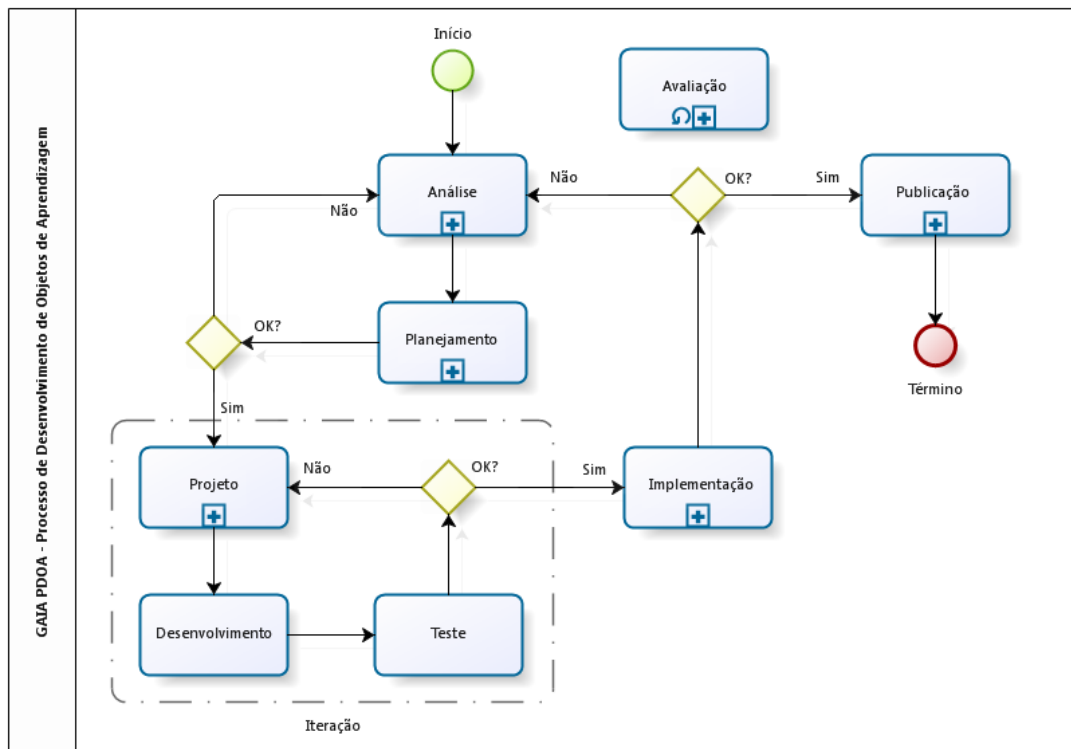 GAIA PDOA - Processo de Desenvolvimento de Objetos de Aprendizagem
Início
Avaliação
Análise
Não
OK?
Sim
Publicação
Não
OK?
Planejamento
Término
Sim
Projeto
Não
OK?
Sim
Implementação
Desenvolvimento
Teste
Iteração